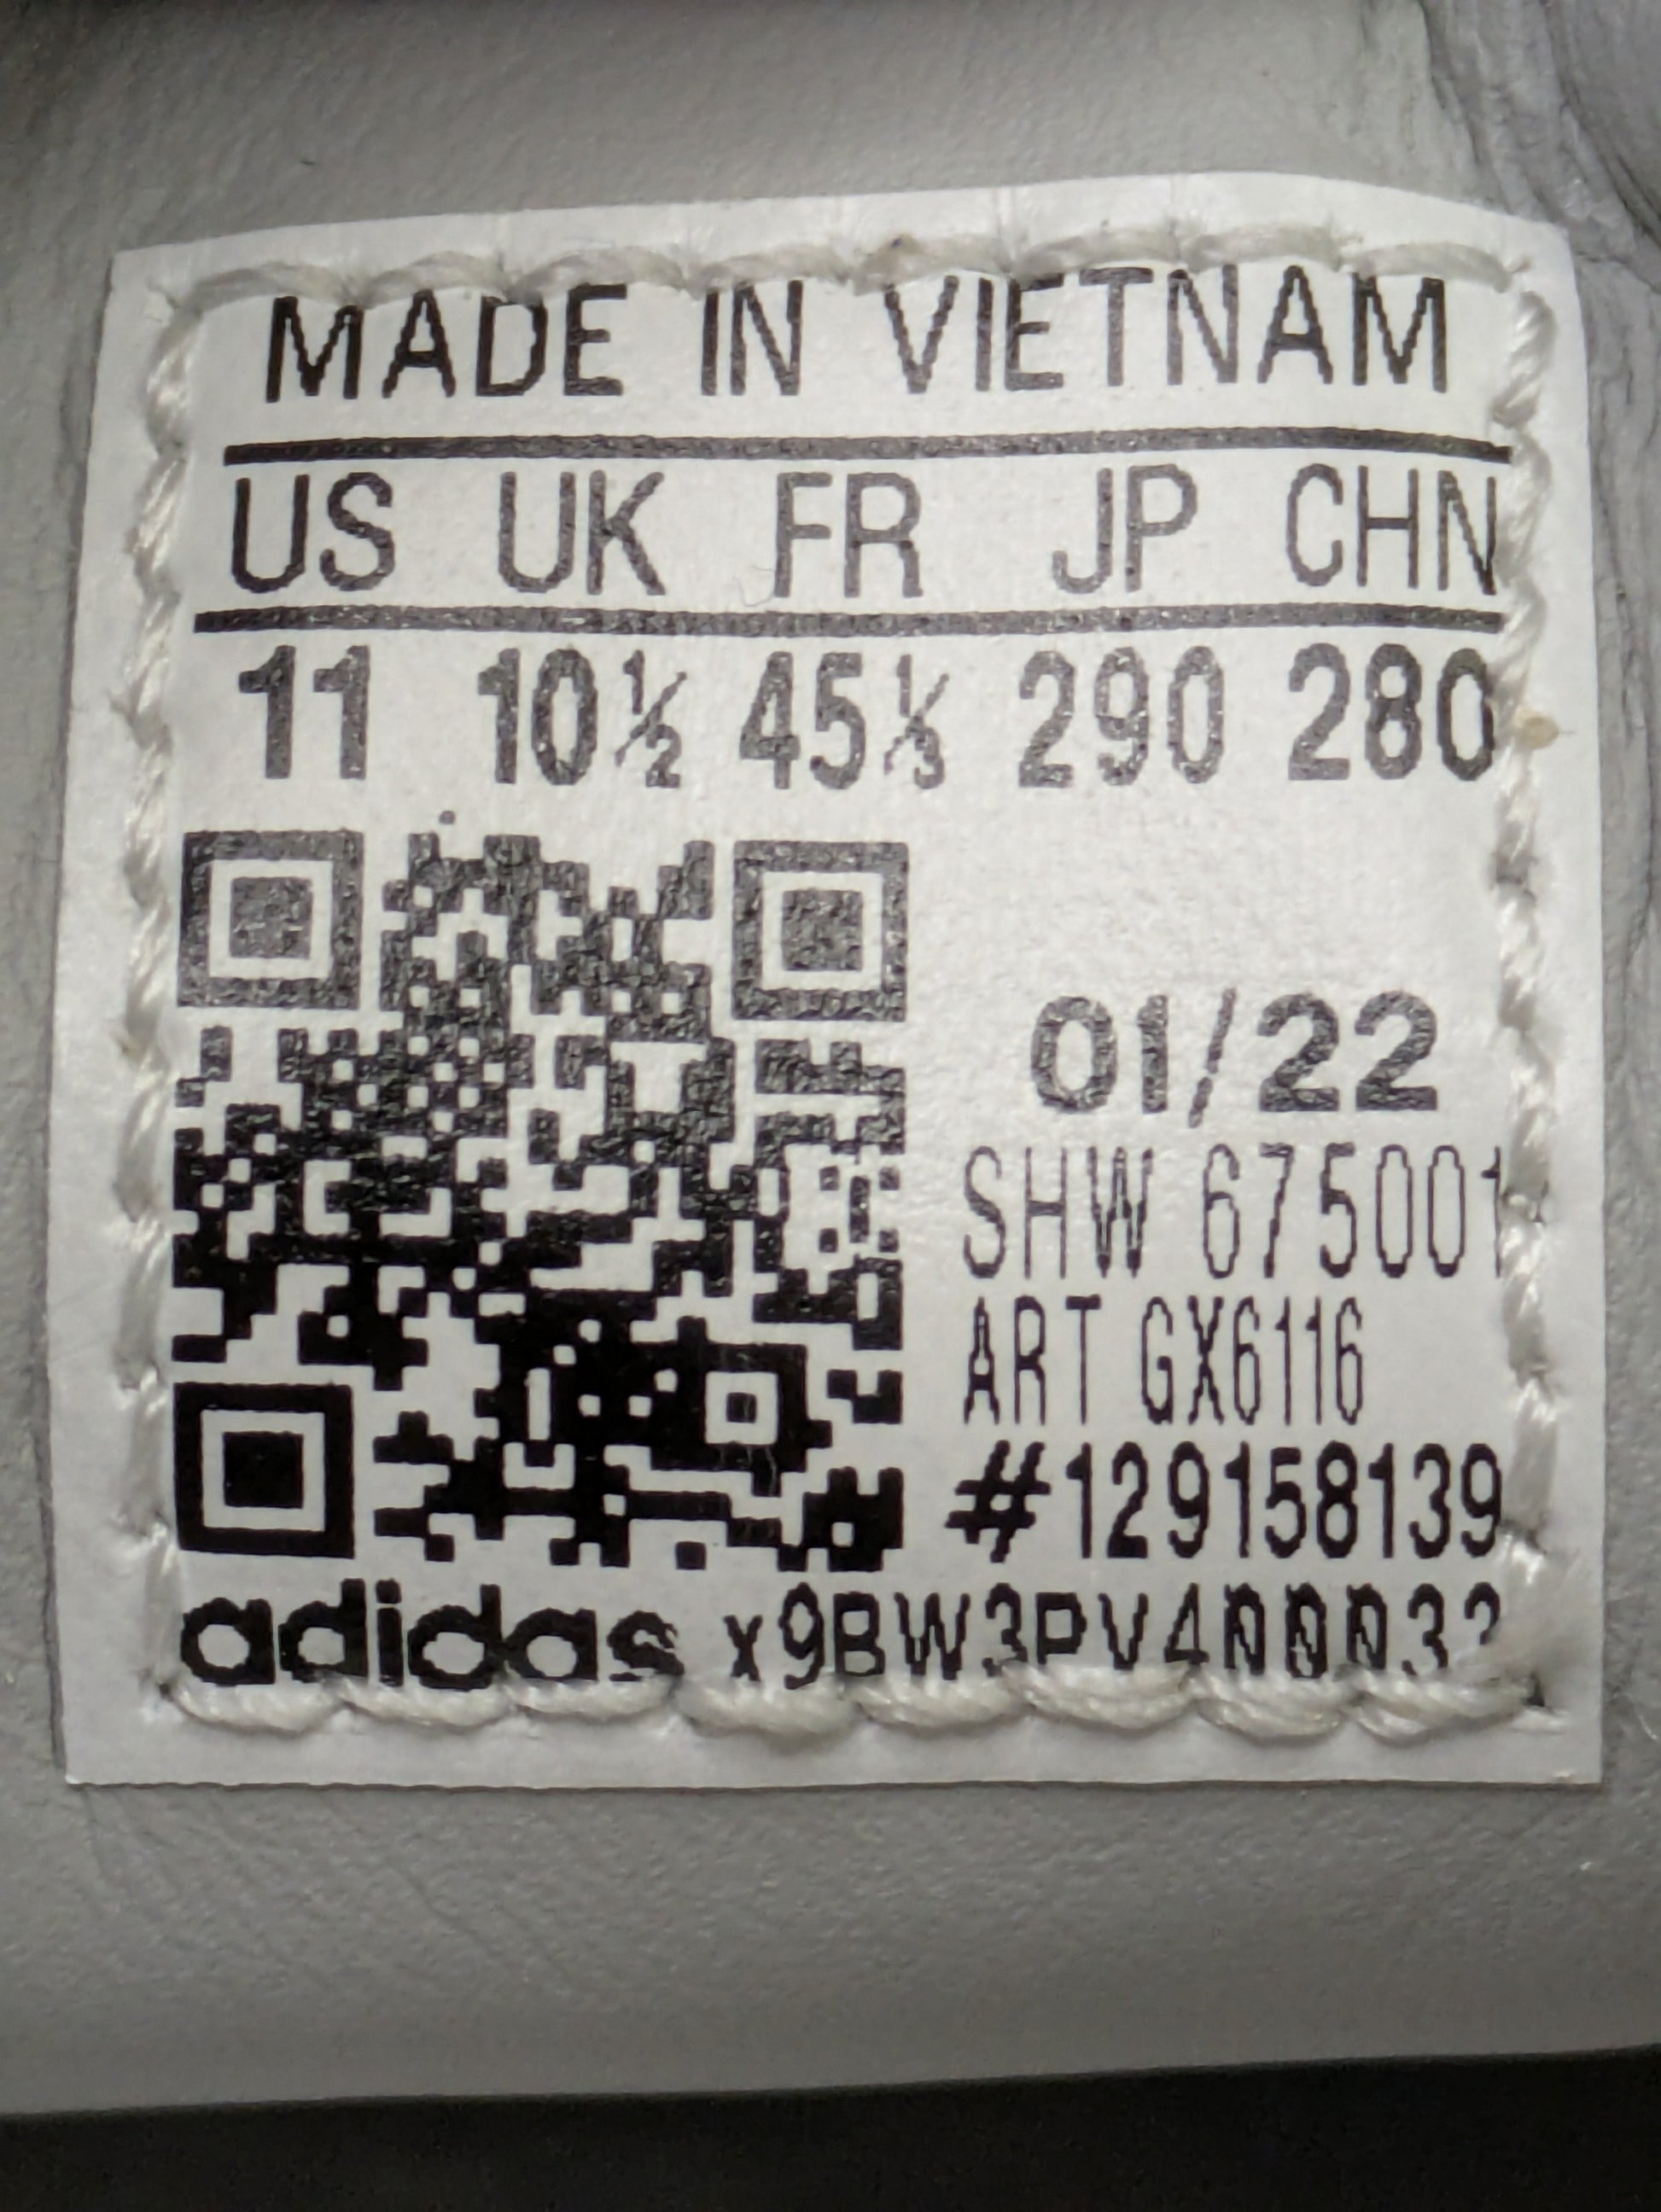 MADE IN VIETNAM
US UK FR JP CHN
11 10½ 45⅓ 290 280
01/22
SHW 675001
ART GX6116
#129158139
adidas